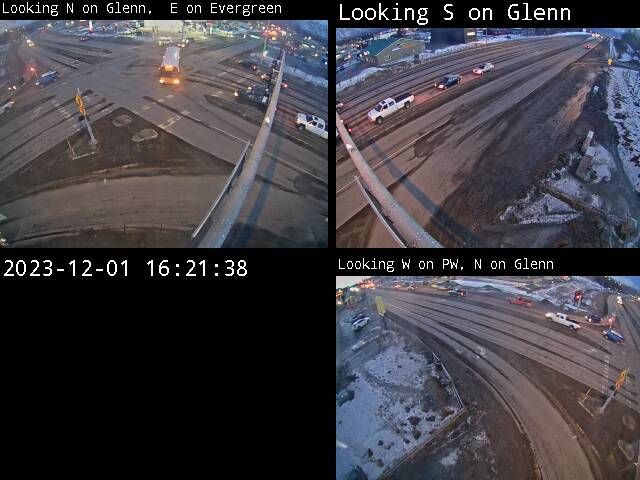 Looking N on Glenn,  E on Evergreen
Looking S on Glenn
2023-12-01 16:21:38
Looking W on PW, N on Glenn